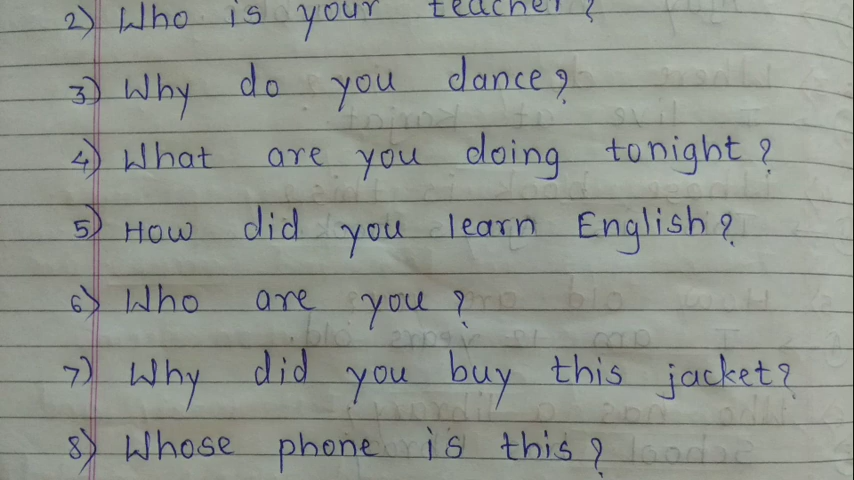 2) Who is your teacher?
3) Why do you dance?
4) What are you doing tonight?
5) How did you learn English?
6) Who are you?
7) Why did you buy this jacket?
8) Whose phone is this?